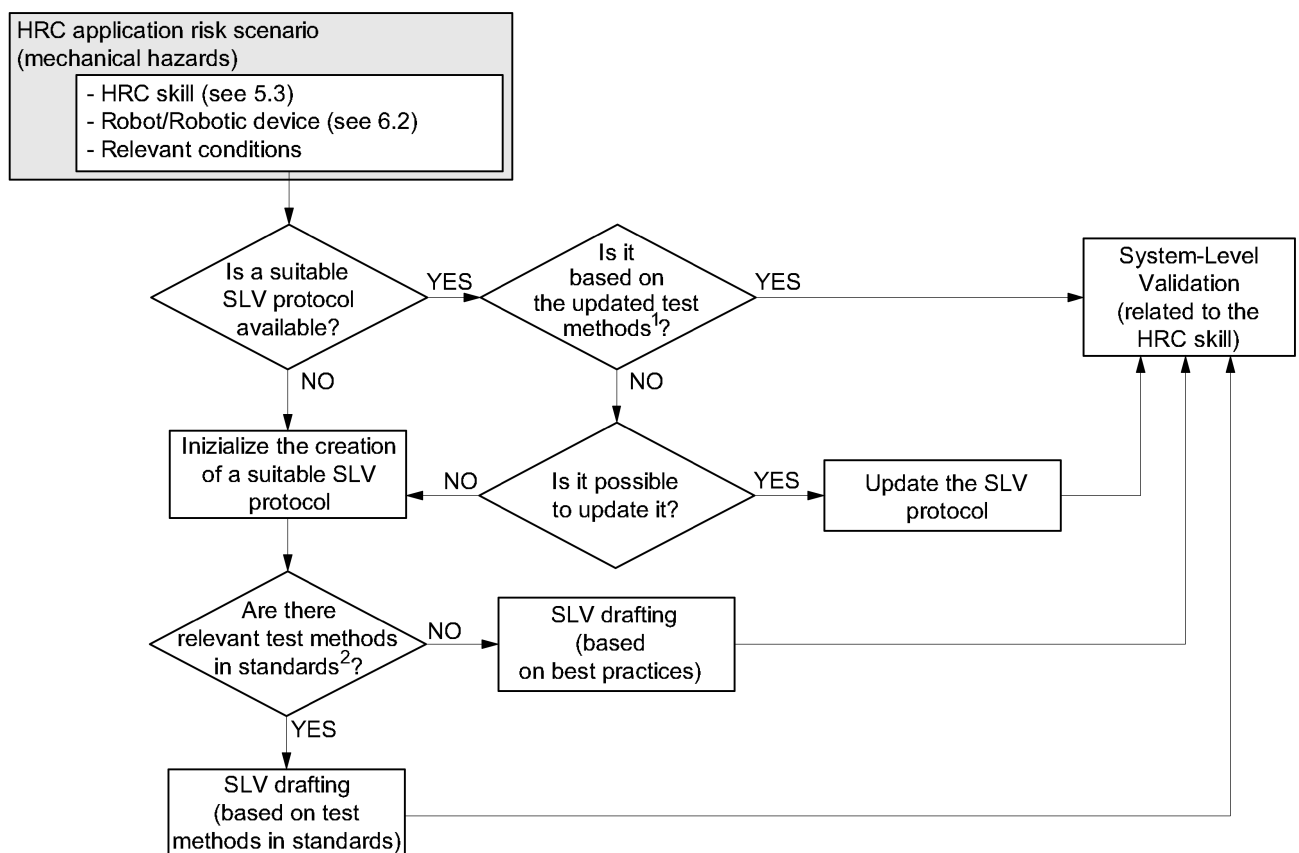 HRC application risk scenario
(mechanical hazards)
- HRC skill (see 5.3)
- Robot/Robotic device (see 6.2)
- Relevant conditions
Is a suitable
SLV protocol
available?
YES
NO
Is it
based on
the updated test
methods1?
YES
NO
System-Level
Validation
(related to the
HRC skill)
Inizialize the creation
of a suitable SLV
protocol
NO
Is it possible
to update it?
YES
Update the SLV
protocol
Are there
relevant test methods
in standards2?
NO
YES
SLV drafting
(based
on best practices)
SLV drafting
(based on test
methods in standards)